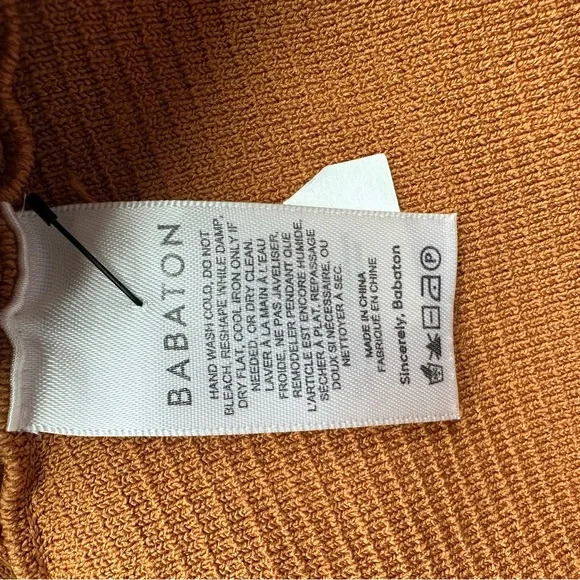 BABATON
HAND WASH COLD, DO NOT
BLEACH, RESHAPE WHILE DAMP,
DRY FLAT, COOL IRON ONLY IF
NEEDED, OR DRY CLEAN.
LAVER À LA MAIN À L'EAU
FROIDE, NE PAS JAVELISER,
REMODELER PENDANT QUE
L'ARTICLE EST ENCORE HUMIDE,
SÉCHER À PLAT, REPASSAGE
DOUX SI NÉCESSAIRE, OU
NETTOYER À SEC.
MADE IN CHINA
FABRIQUÉ EN CHINE
Sincerely, Babaton
P